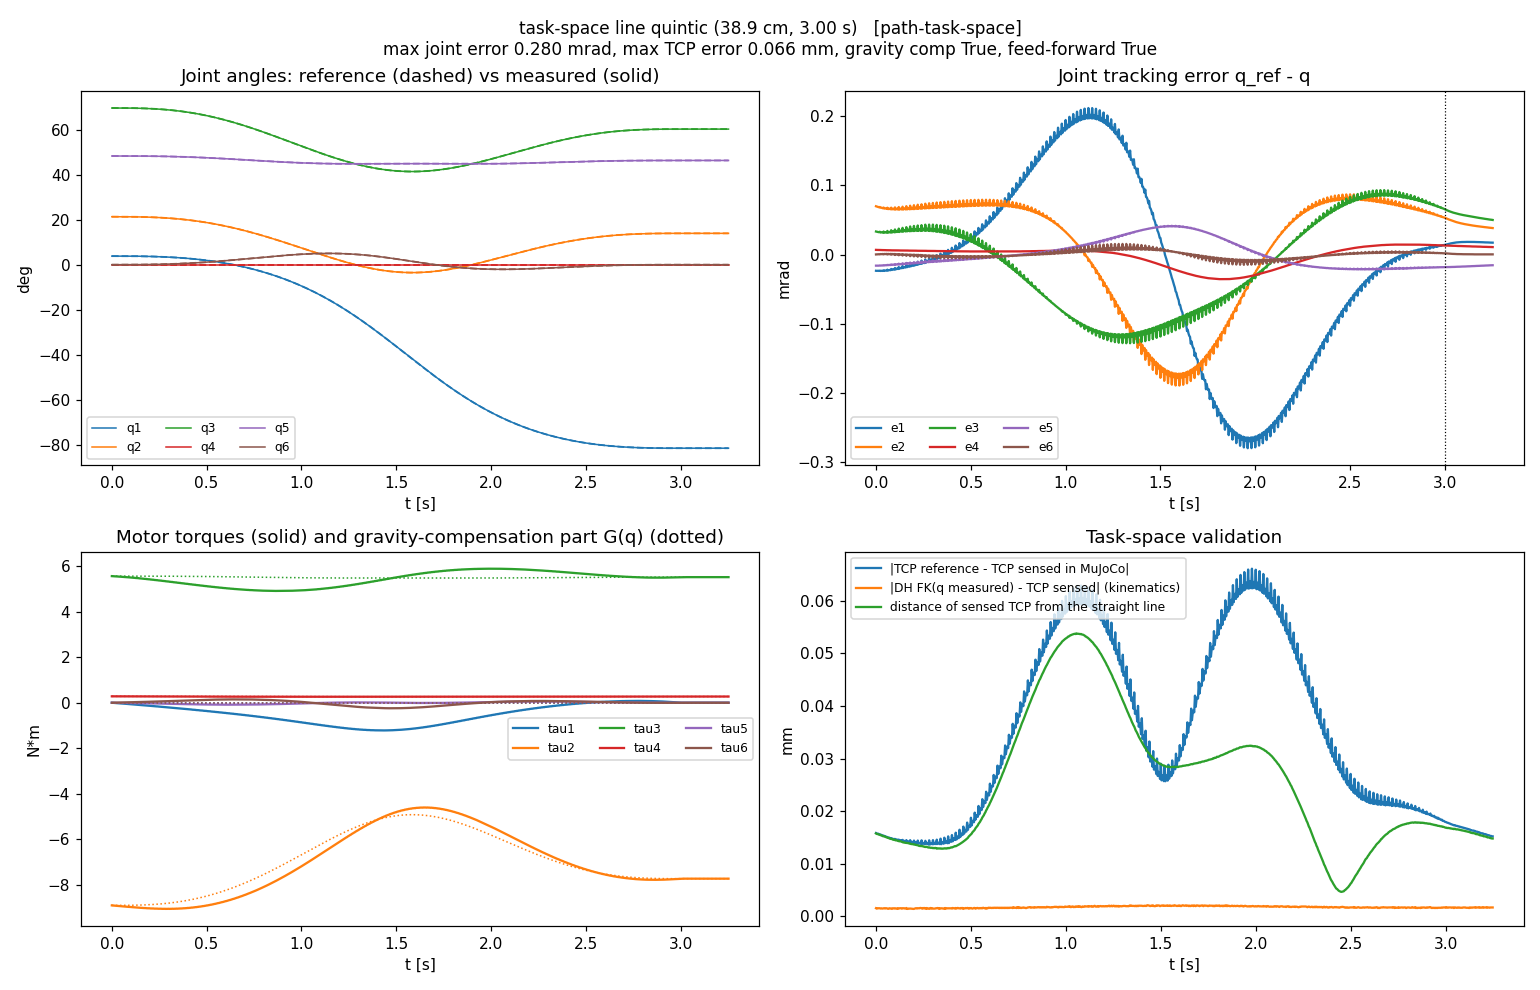 task-space line quintic (38.9 cm, 3.00 s)   [path-task-space]
max joint error 0.280 mrad, max TCP error 0.066 mm, gravity comp True, feed-forward True
Joint angles: reference (dashed) vs measured (solid)
60
40
20
0
−20
−40
−60
−80
deg
q1 q3 q5
q2 q4 q6
0.0 0.5 1.0 1.5 2.0 2.5 3.0
t [s]
Joint tracking error q_ref - q
0.2
0.1
0.0
−0.1
−0.2
−0.3
mrad
e1 e3 e5
e2 e4 e6
0.0 0.5 1.0 1.5 2.0 2.5 3.0
t [s]
Motor torques (solid) and gravity-compensation part G(q) (dotted)
6
4
2
0
−2
−4
−6
−8
N*m
tau1 tau3 tau5
tau2 tau4 tau6
0.0 0.5 1.0 1.5 2.0 2.5 3.0
t [s]
Task-space validation
|TCP reference - TCP sensed in MuJoCo|
|DH FK(q measured) - TCP sensed| (kinematics)
distance of sensed TCP from the straight line
0.06
0.05
0.04
0.03
0.02
0.01
0.00
mm
0.0 0.5 1.0 1.5 2.0 2.5 3.0
t [s]